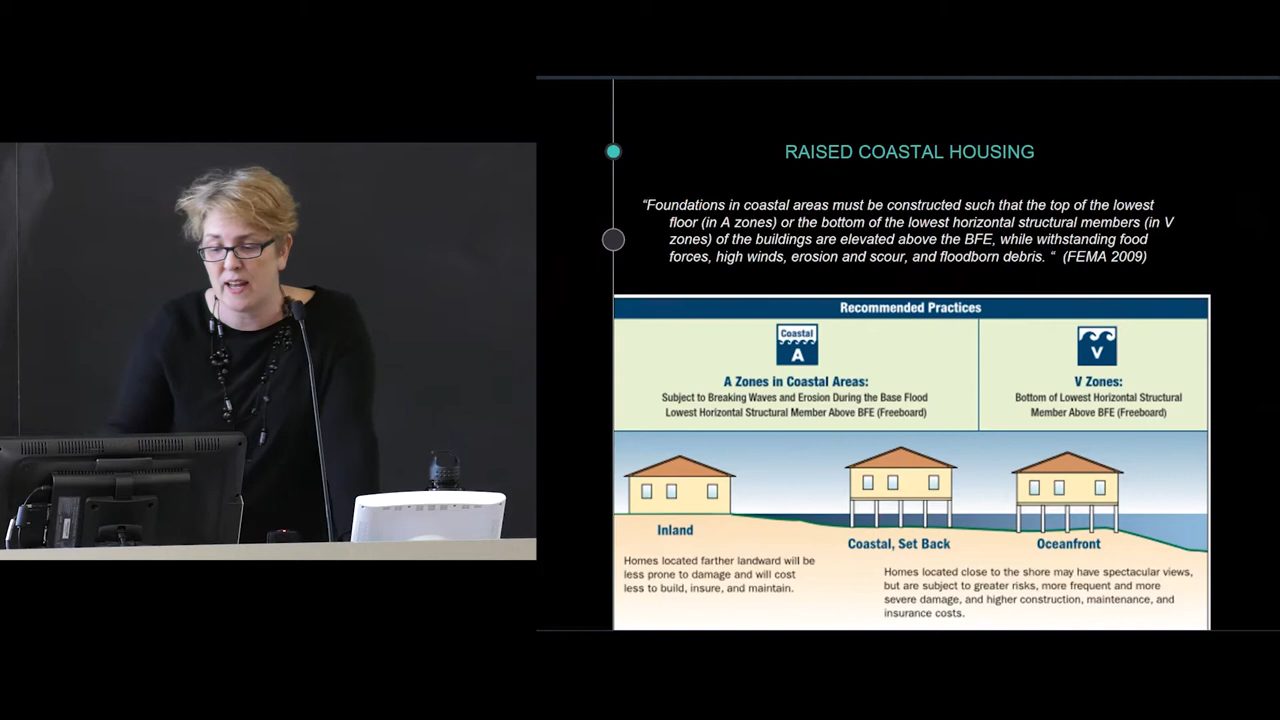 RAISED COASTAL HOUSING
“Foundations in coastal areas must be constructed such that the top of the lowest
floor (in A zones) or the bottom of the lowest horizontal structural members (in V
zones) of the buildings are elevated above the BFE, while withstanding food
forces, high winds, erosion and scour, and floodborn debris. “ (FEMA 2009)
Recommended Practices
Coastal
A
A Zones in Coastal Areas:
Subject to Breaking Waves and Erosion During the Base Flood
Lowest Horizontal Structural Member Above BFE (Freeboard)
V
V Zones:
Bottom of Lowest Horizontal Structural
Member Above BFE (Freeboard)
Inland
Homes located farther landward will be
less prone to damage and will cost
less to build, insure, and maintain.
Coastal, Set Back
Oceanfront
Homes located close to the shore may have spectacular views,
but are subject to greater risks, more frequent and more
severe damage, and higher construction, maintenance, and
insurance costs.